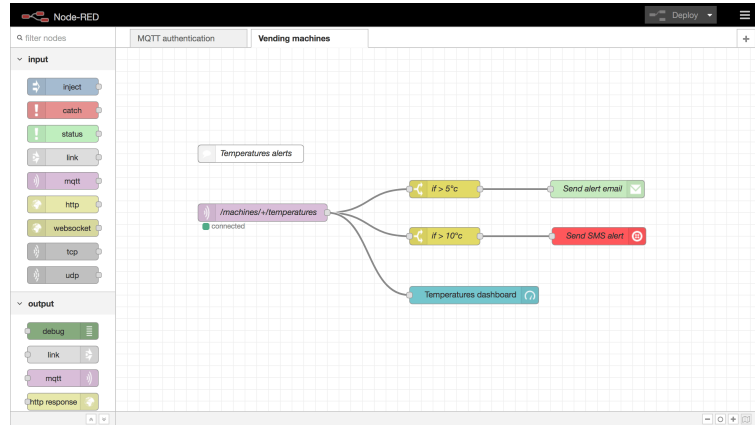 Node-RED
Deploy
filter nodes
MQTT authentication
Vending machines
input
inject
catch
status
link
mqtt
http
websocket
tcp
udp
output
debug
link
mqtt
http response
Temperatures alerts
/machines/+/temperatures
connected
if > 5°c
Send alert email
if > 10°c
Send SMS alert
Temperatures dashboard